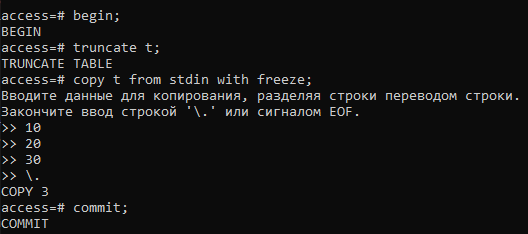 access=# begin;
BEGIN
access=# truncate t;
TRUNCATE TABLE
access=# copy t from stdin with freeze;
Вводите данные для копирования, разделяя строки переводом строки.
Закончите ввод строкой '\.' или сигналом EOF.
>> 10
>> 20
>> 30
>> \.
COPY 3
access=# commit;
COMMIT